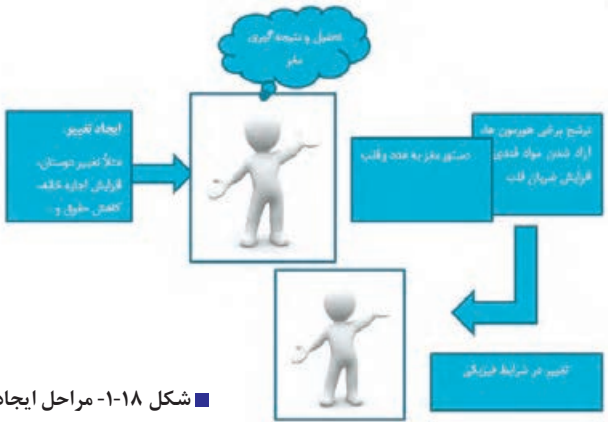 تحلیل و نتیجه گیری
مغز
ایجاد تغییر:
مثلاً تغییر دوستان،
افزایش اجاره خانه،
کاهش حقوق و...
دستور مغز به غدد و قلب
ترشح برخی هورمون ها،
آزاد شدن مواد قندی
افزایش ضربان قلب
تغییر در شرایط فیزیکی
شکل ۱۸-۱- مراحل ایجاد